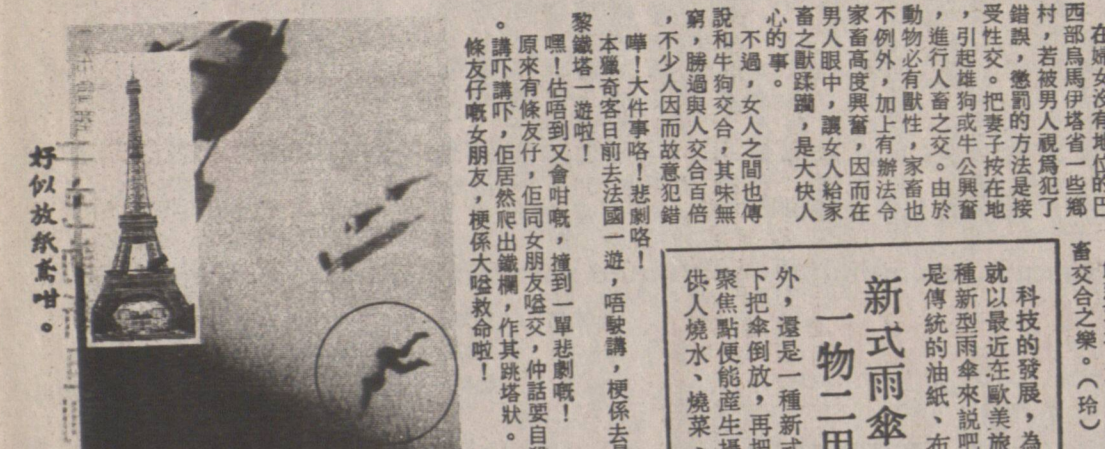 在婦女沒有地位的巴
西部烏馬伊塔省一些鄉
村，若被男人視爲犯了
錯誤，懲罰的方法是接
受性交。把妻子按在地
，引起雄狗或牛公興奮
，進行人畜之交。由於
動物必有獸性，家畜也
不例外，加上有辦法令
家畜高度興奮，因而在
男人眼中，讓女人給家
畜之獸蹂躪，是大快人
心的事。
不過，女人之間也傳
說和牛狗交合，其味無
窮，勝過與人交合百倍
，不少人因而故意犯錯
畜交合之樂。（玲）
新式雨傘
一物二用
科技的發展，為
就以最近在歐美旅
種新型雨傘來說吧
是傳統的油紙、布
外，還是一種新式
下把傘倒放，再把
聚焦點便能産生攝
供人燒水、燒菜、
嘩！大件事咯！悲劇咯！
本獵奇客日前去法國一遊，唔駛講，梗係去
黎鐵塔一遊啦！
嘿！估唔到又會咁嘅，撞到一單悲劇嘅！
原來有條友仔，佢同女朋友嗌交，仲話要自
。講吓講吓，佢居然爬出鐵欄，作其跳塔狀。
條友仔嘅女朋友，梗係大嗌救命啦！
好似放紙鳶咁。